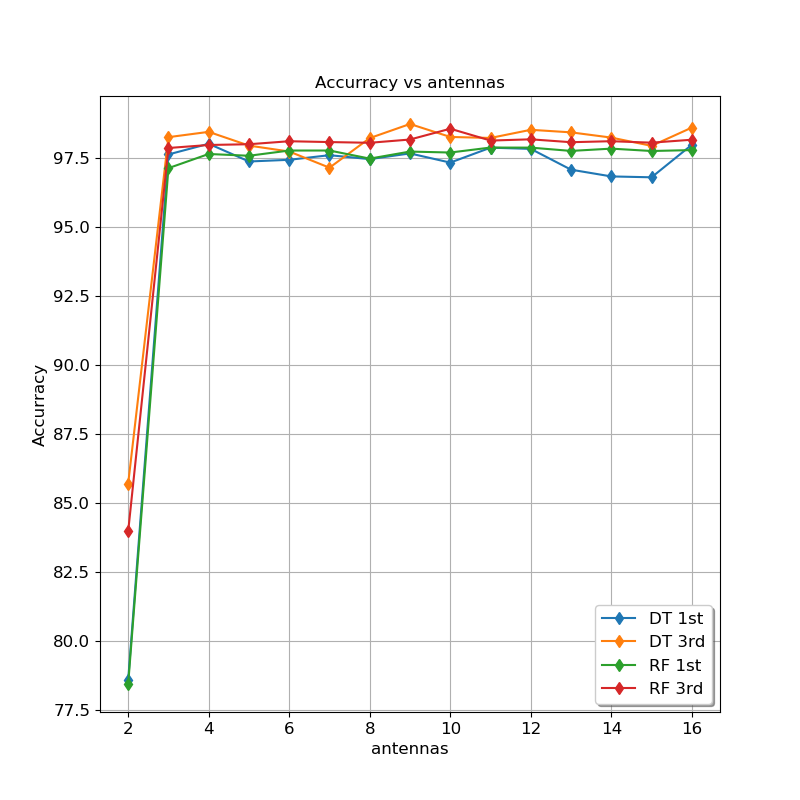 Accurracy vs antennas
Accurracy
97.5
95.0
92.5
90.0
87.5
85.0
82.5
80.0
77.5
2 4 6 8 10 12 14 16
antennas
DT 1st
DT 3rd
RF 1st
RF 3rd